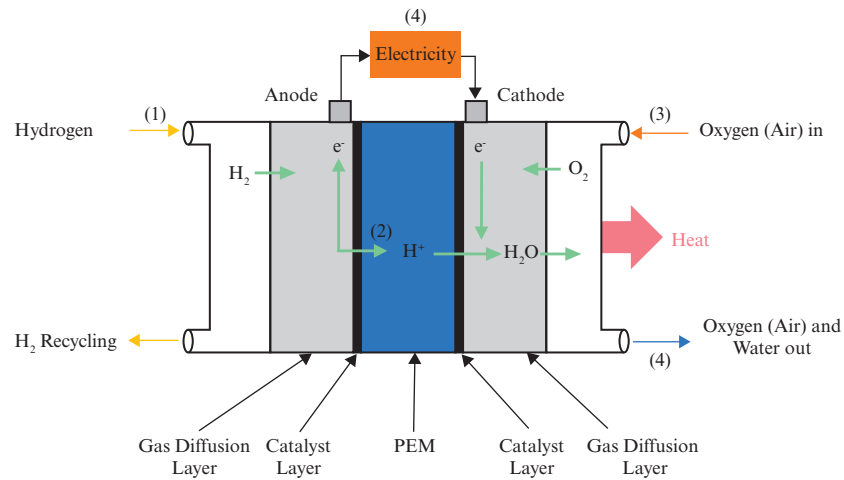 (4)
Electricity
Anode
Cathode
Hydrogen
(1)
(3)
Oxygen (Air) in
e-
e-
H2
O2
(2)
H+
H2O
Heat
H2 Recycling
(4)
Oxygen (Air) and
Water out
Gas Diffusion
Layer
Catalyst
Layer
PEM
Catalyst
Layer
Gas Diffusion
Layer